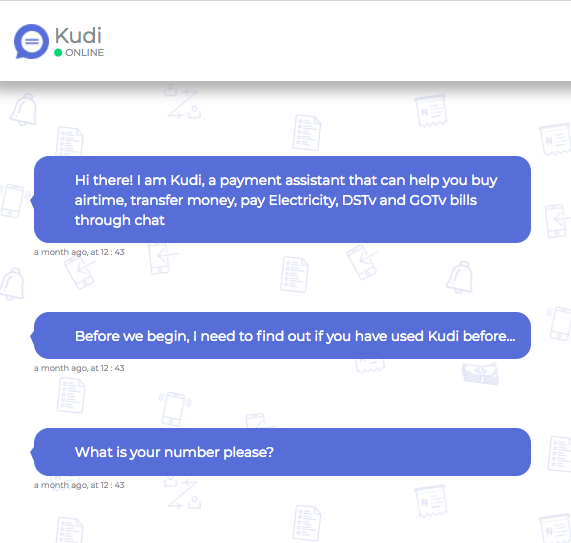 Kudi
ONLINE
Hi there! I am Kudi, a payment assistant that can help you buy
airtime, transfer money, pay Electricity, DSTv and GOTv bills
through chat
a month ago, at 12 : 43
Before we begin, I need to find out if you have used Kudi before...
a month ago, at 12 : 43
What is your number please?
a month ago, at 12 : 43